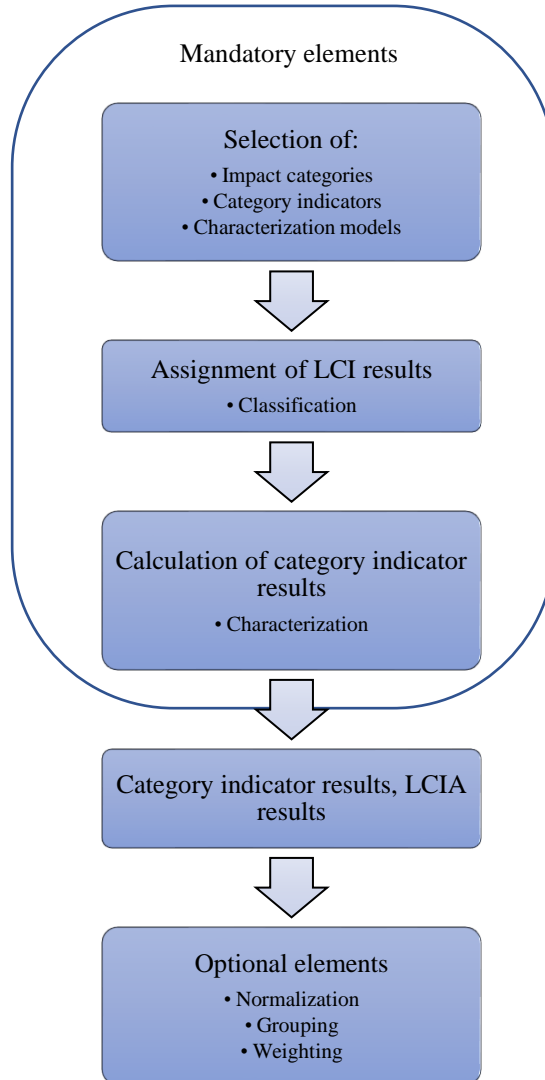 Mandatory elements
Selection of:
• Impact categories
• Category indicators
• Characterization models
Assignment of LCI results
• Classification
Calculation of category indicator
results
• Characterization
Category indicator results, LCIA
results
Optional elements
• Normalization
• Grouping
• Weighting